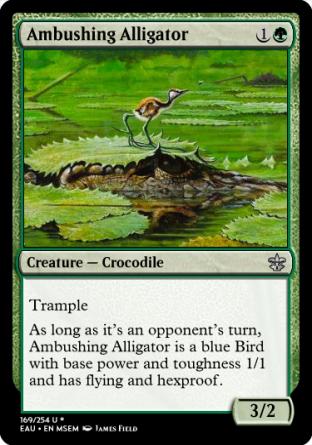 Ambushing Alligator 1
Creature — Crocodile
Trample
As long as it's an opponent's turn,
Ambushing Alligator is a blue Bird
with base power and toughness 1/1
and has flying and hexproof.
3/2
169/254 U *
EAU • EN MSEM James Field